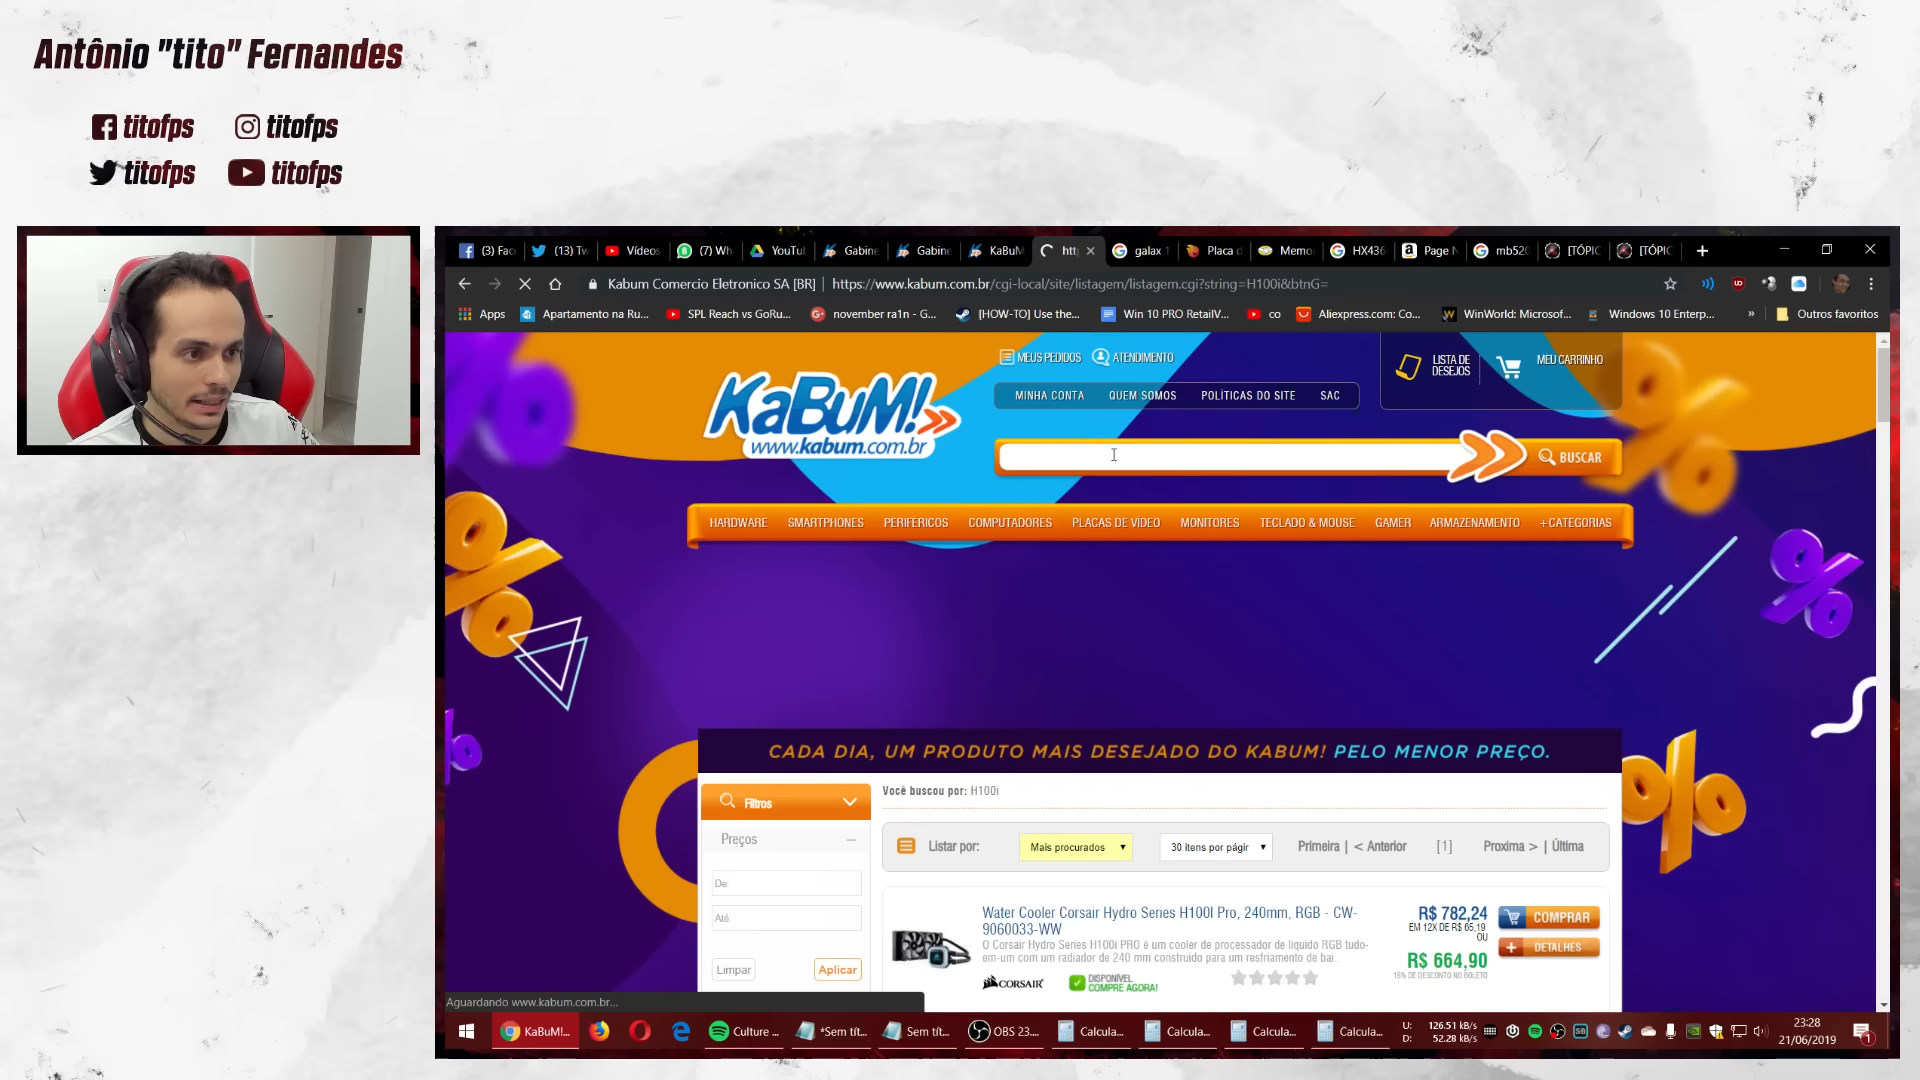 Antônio "tito" Fernandes
titofps titofps
titofps titofps
(3) Fac (13) Tw Vídeos (7) Wh YouTu Gabine Gabine KaBuM htt galax 1 Placa d Memo HX436 Page N mb520 [TÓPIC [TÓPIC
Kabum Comercio Eletronico SA [BR] https://www.kabum.com.br/cgi-local/site/listagem/listagem.cgi?string=H100i&btnG=
Apps Apartamento na Ru... SPL Reach vs GoRu... november ra1n - G... [HOW-TO] Use the... Win 10 PRO RetailV... co Aliexpress.com: Co... WinWorld: Microsof... Windows 10 Enterp... » Outros favoritos
MEUS PEDIDOS ATENDIMENTO
LISTA DE DESEJOS
MEU CARRINHO
MINHA CONTA QUEM SOMOS POLÍTICAS DO SITE SAC
KaBuM!
www.kabum.com.br
BUSCAR
HARDWARE SMARTPHONES PERIFÉRICOS COMPUTADORES PLACAS DE VÍDEO MONITORES TECLADO & MOUSE GAMER ARMAZENAMENTO +CATEGORIAS
CADA DIA, UM PRODUTO MAIS DESEJADO DO KABUM! PELO MENOR PREÇO.
Filtros
Você buscou por: H100i
Preços
Listar por: Mais procurados 30 itens por págir Primeira | < Anterior [1] Proxima > | Última
De:
Até:
Limpar Aplicar
Water Cooler Corsair Hydro Series H100I Pro, 240mm, RGB - CW-
9060033-WW
O Corsair Hydro Series H100i PRO é um cooler de processador de líquido RGB tudo-
em-um com um radiador de 240 mm construído para um resfriamento de bai..
CORSAIR
DISPONÍVEL
COMPRE AGORA!
R$ 782,24
EM 12X DE R$ 65,19
OU
R$ 664,90
15% DE DESCONTO NO BOLETO
COMPRAR
DETALHES
Aguardando www.kabum.com.br...
KaBuM!... Culture ... *Sem tít... Sem tít... OBS 23.... Calcula... Calcula... Calcula... Calcula...
U: 126.51 kB/s
D: 52.28 kB/s
23:28
21/06/2019
1